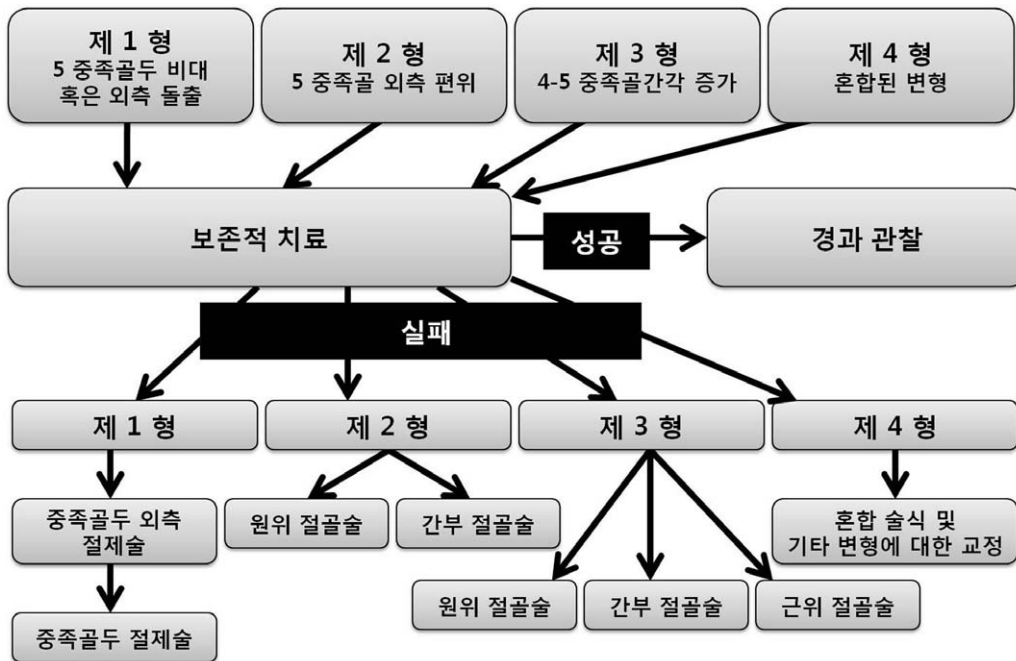 제 1 형
5 중족골두 비대
혹은 외측 돌출
제 2 형
5 중족골 외측 편위
제 3 형
4-5 중족골간각 증가
제 4 형
혼합된 변형
보존적 치료
성공
경과 관찰
실패
제 1 형
제 2 형
제 3 형
제 4 형
중족골두 외측
절제술
원위 절골술
간부 절골술
혼합 술식 및
기타 변형에 대한 교정
원위 절골술
간부 절골술
근위 절골술
중족골두 절제술